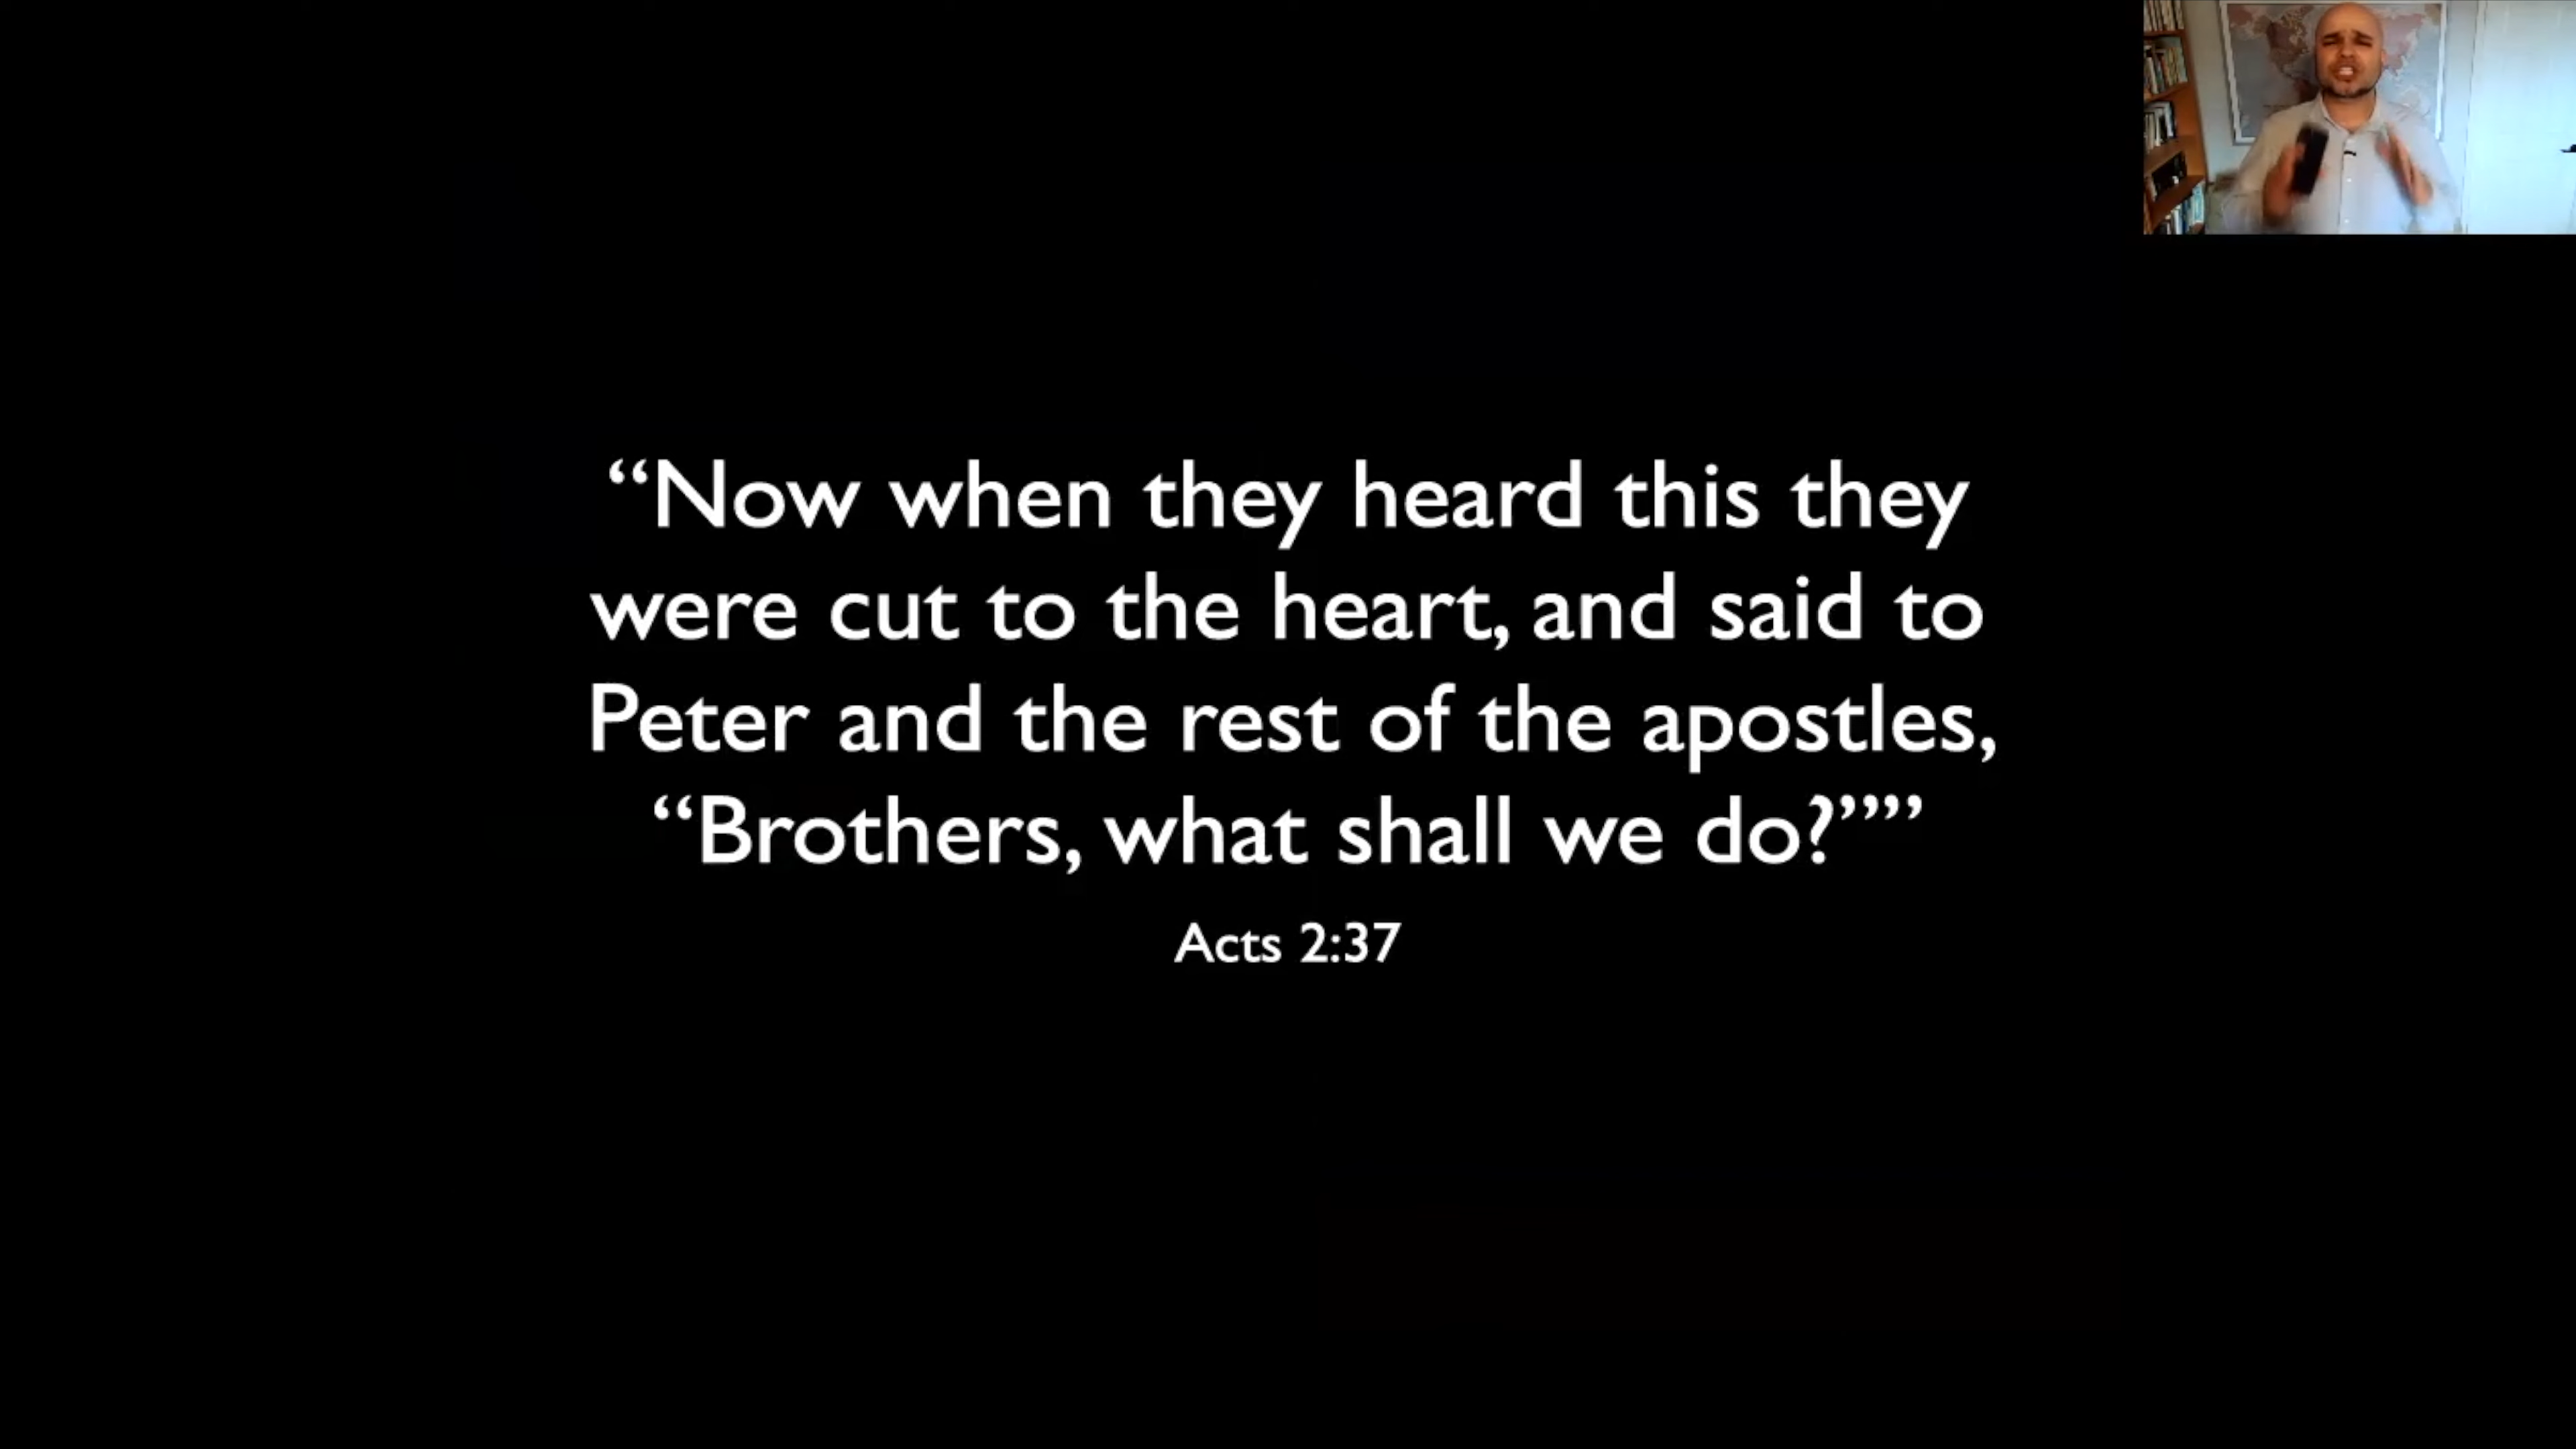 “Now when they heard this they
were cut to the heart, and said to
Peter and the rest of the apostles,
“Brothers, what shall we do?””
Acts 2:37